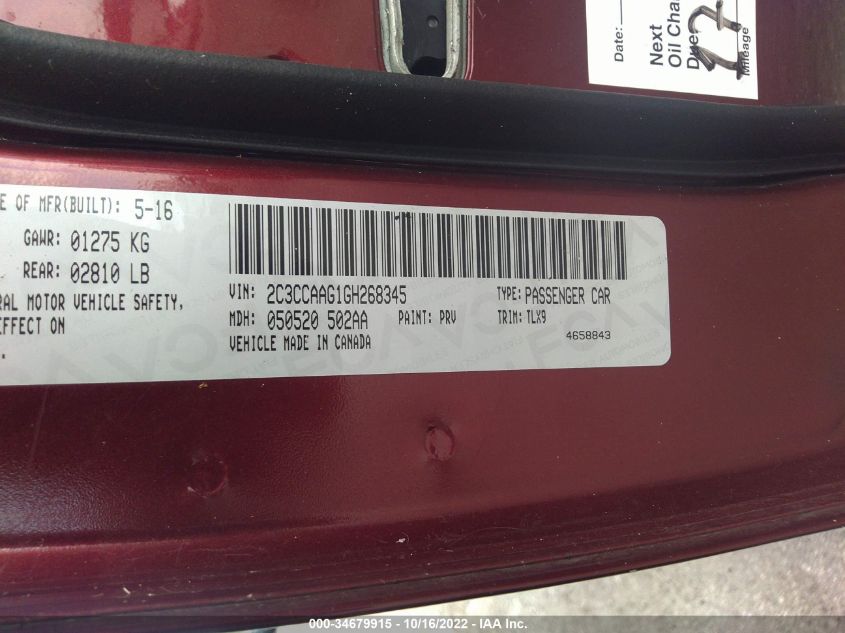 Date:
Next
Oil Chan
Due:
77
Mileage
E OF MFR(BUILT): 5-16
GAWR: 01275 KG
REAR: 02810 LB
RAL MOTOR VEHICLE SAFETY,
EFFECT ON
VIN: 2C3CCAAG1GH268345 TYPE: PASSENGER CAR
MDH: 050520 502AA PAINT: PRV TRIM: TLX9
VEHICLE MADE IN CANADA 4658843
000-34679915 - 10/16/2022 - IAA Inc.